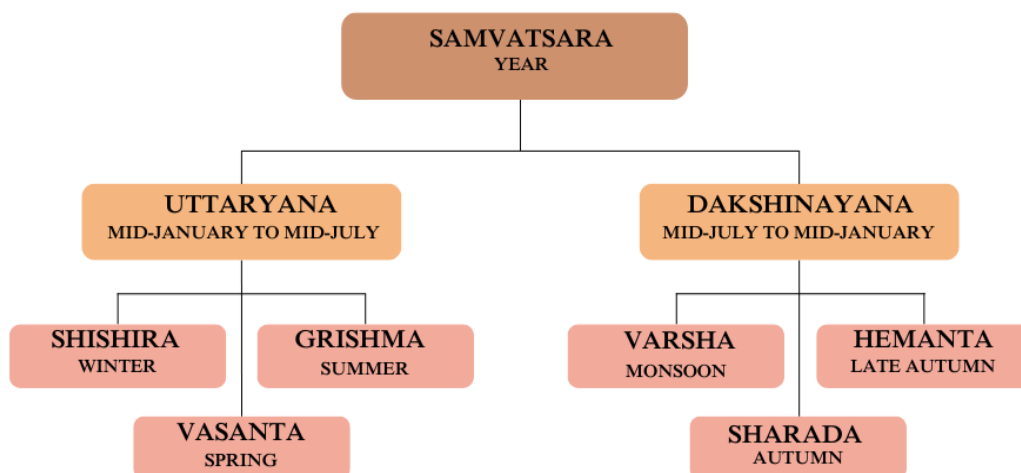 SAMVATSARA
YEAR
UTTARYANA
MID-JANUARY TO MID-JULY
DAKSHINAYANA
MID-JULY TO MID-JANUARY
SHISHIRA
WINTER
GRISHMA
SUMMER
VARSHA
MONSOON
HEMANTA
LATE AUTUMN
VASANTA
SPRING
SHARADA
AUTUMN